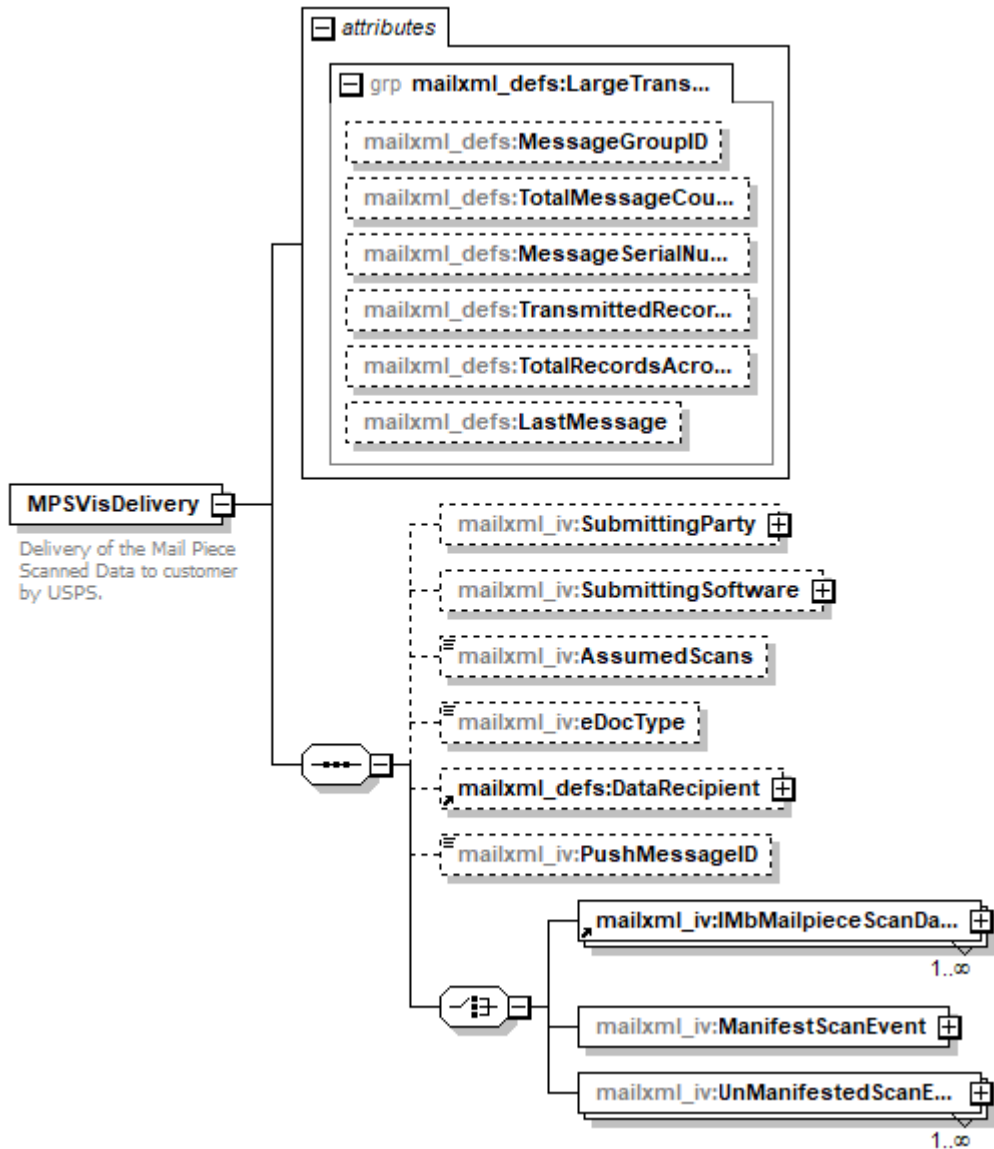 attributes
grp mailxml_defs:LargeTrans...
mailxml_defs:MessageGroupID
mailxml_defs:TotalMessageCou...
mailxml_defs:MessageSerialNu...
mailxml_defs:TransmittedRecor...
mailxml_defs:TotalRecordsAcro...
mailxml_defs:LastMessage
MPSVisDelivery
Delivery of the Mail Piece
Scanned Data to customer
by USPS.
mailxml_iv:SubmittingParty
mailxml_iv:SubmittingSoftware
mailxml_iv:AssumedScans
mailxml_iv:eDocType
mailxml_defs:DataRecipient
mailxml_iv:PushMessageID
mailxml_iv:IMbMailpieceScanDa...
1..∞
mailxml_iv:ManifestScanEvent
mailxml_iv:UnManifestedScanE...
1..∞